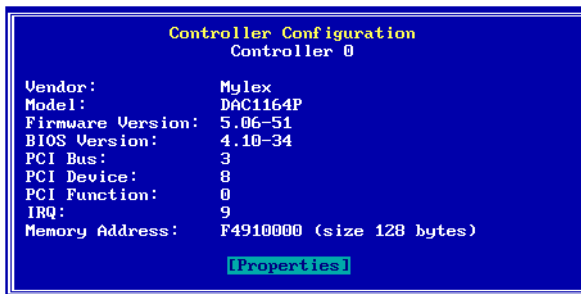 Controller Configuration
Controller 0
Vendor: Mylex
Model: DAC1164P
Firmware Version: 5.06-51
BIOS Version: 4.10-34
PCI Bus: 3
PCI Device: 8
PCI Function: 0
IRQ: 9
Memory Address: F4910000 (size 128 bytes)
[Properties]